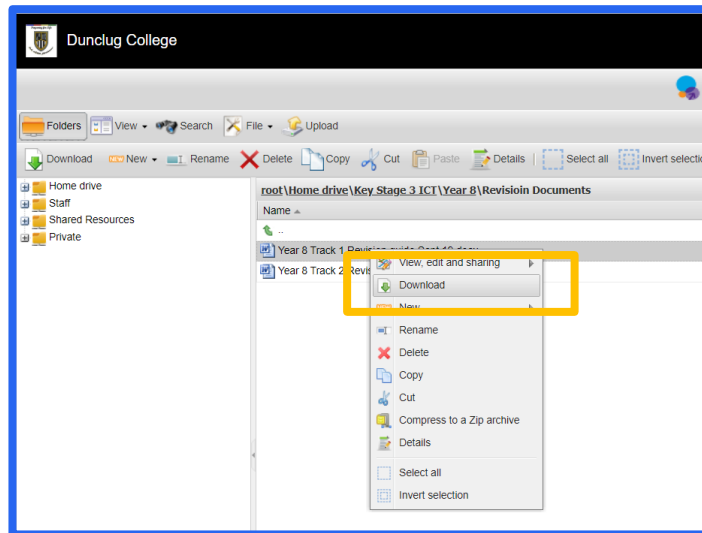 Dunclug College
Folders View Search File Upload
Download New Rename Delete Copy Cut Paste Details Select all Invert selectio
Home drive
Staff
Shared Resources
Private
root\Home drive\Key Stage 3 ICT\Year 8\Revisioin Documents
Name
..
Year 8 Track 1 Revision guide Sept 19.docx
Year 8 Track 2 Revis
View, edit and sharing
Download
New
Rename
Delete
Copy
Cut
Compress to a Zip archive
Details
Select all
Invert selection